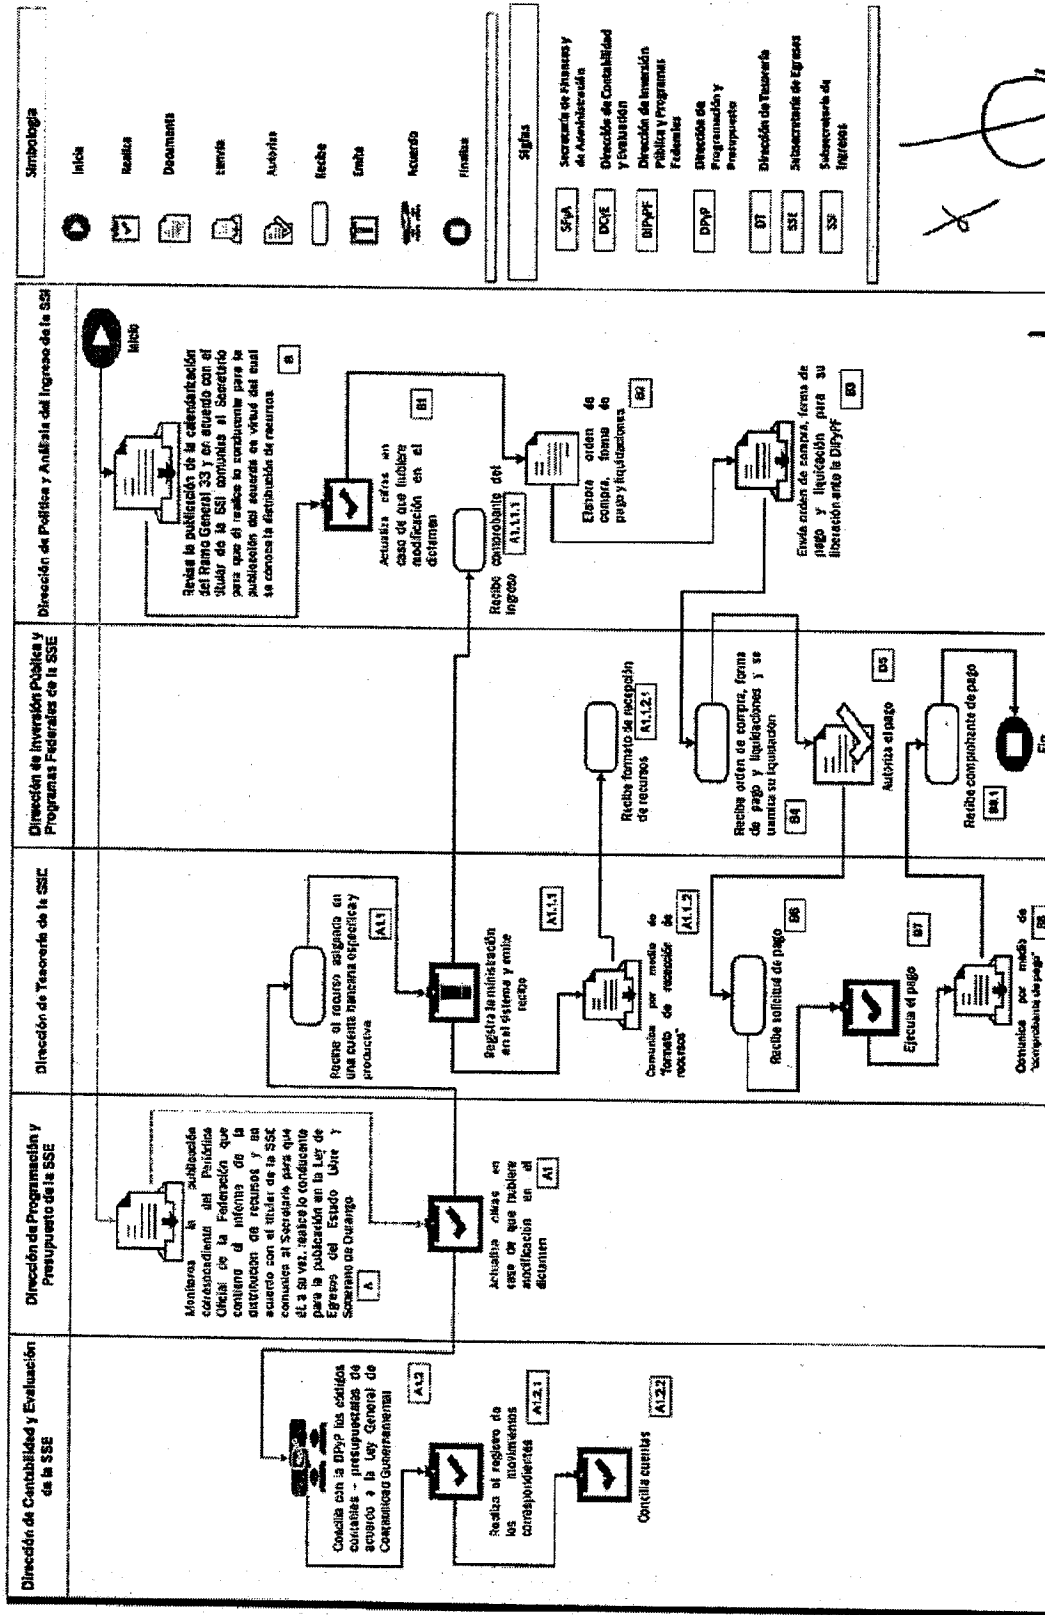 Dirección de Contabilidad y Evaluación
de la SSE
Dirección de Programación y
Presupuesto de la SSE
Dirección de Tesorería de la SSE
Dirección de Inversión Pública y
Programas Federales de la SSE
Dirección de Política y Análisis del Ingreso de la SSI
Inicio
Monitorea la publicación
correspondiente del Periódico
Oficial de la Federación que
contiene el informe de la
distribución de recursos y en
acuerdo con el titular de la SSE
comunica al Secretario para que
él, a su vez, realice lo conducente
para la publicación en la Ley de
Egresos del Estado Libre y
Soberano de Durango
A
Revisa la publicación de la calendarización
del Ramo General 33 y en acuerdo con el
titular de la SSI comunica al Secretario
para que él realice lo conducente para la
publicación del acuerdo en virtud del cual
se conoce la distribución de recursos
B
Concilia con la DPyP los códigos
contables – presupuestales de
acuerdo a la Ley General de
Contabilidad Gubernamental
A1.2
Recibe el recurso asignado en
una cuenta bancaria específica y
productiva
A1.1
Actualiza cifras en
caso de que hubiere
modificación en el
dictamen
B1
Realiza el registro de
los movimientos
correspondientes
A1.2.1
Actualiza cifras en
caso de que hubiere
modificación en el
dictamen
A1
Registra la ministración
en el sistema y emite
recibo
A1.1.1
Recibe comprobante del
ingreso
A1.1.1.1
Concilia cuentas
A1.2.2
Comunica por medio de
"formato de recepción de
recursos"
A1.1.2
Recibe formato de recepción
de recursos
A1.1.2.1
Elabora orden de
compra, forma de
pago y liquidaciones
B2
Recibe solicitud de pago
B6
Recibe orden de compra, forma
de pago y liquidaciones y se
tramita su liquidación
B4
Envía orden de compra, forma de
pago y liquidación para su
liberación ante la DIPyPF
B3
Ejecuta el pago
B7
Autoriza el pago
B5
Comunica por medio de
"comprobante de pago"
B8
Recibe comprobante de pago
B8.1
Fin
Simbología
Inicia
Realiza
Documenta
Envía
Autoriza
Recibe
Emite
Acuerdo
Finaliza
Siglas
SFyA Secretaría de Finanzas y
de Administración
DCyE Dirección de Contabilidad
y Evaluación
DIPyPF Dirección de Inversión
Pública y Programas
Federales
DPyP Dirección de
Programación y
Presupuesto
DT Dirección de Tesorería
SSE Subsecretaría de Egresos
Subsecretaría de
Ingresos